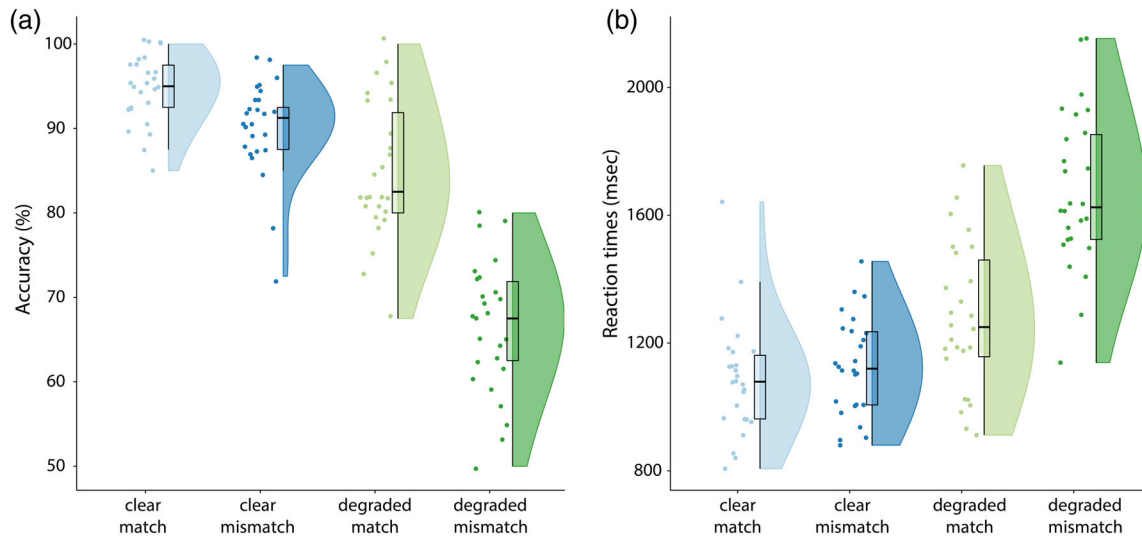 (a)
Accuracy (%)
100
90
80
70
60
50
clear
match
clear
mismatch
degraded
match
degraded
mismatch
(b)
Reaction times (msec)
2000
1600
1200
800
clear
match
clear
mismatch
degraded
match
degraded
mismatch